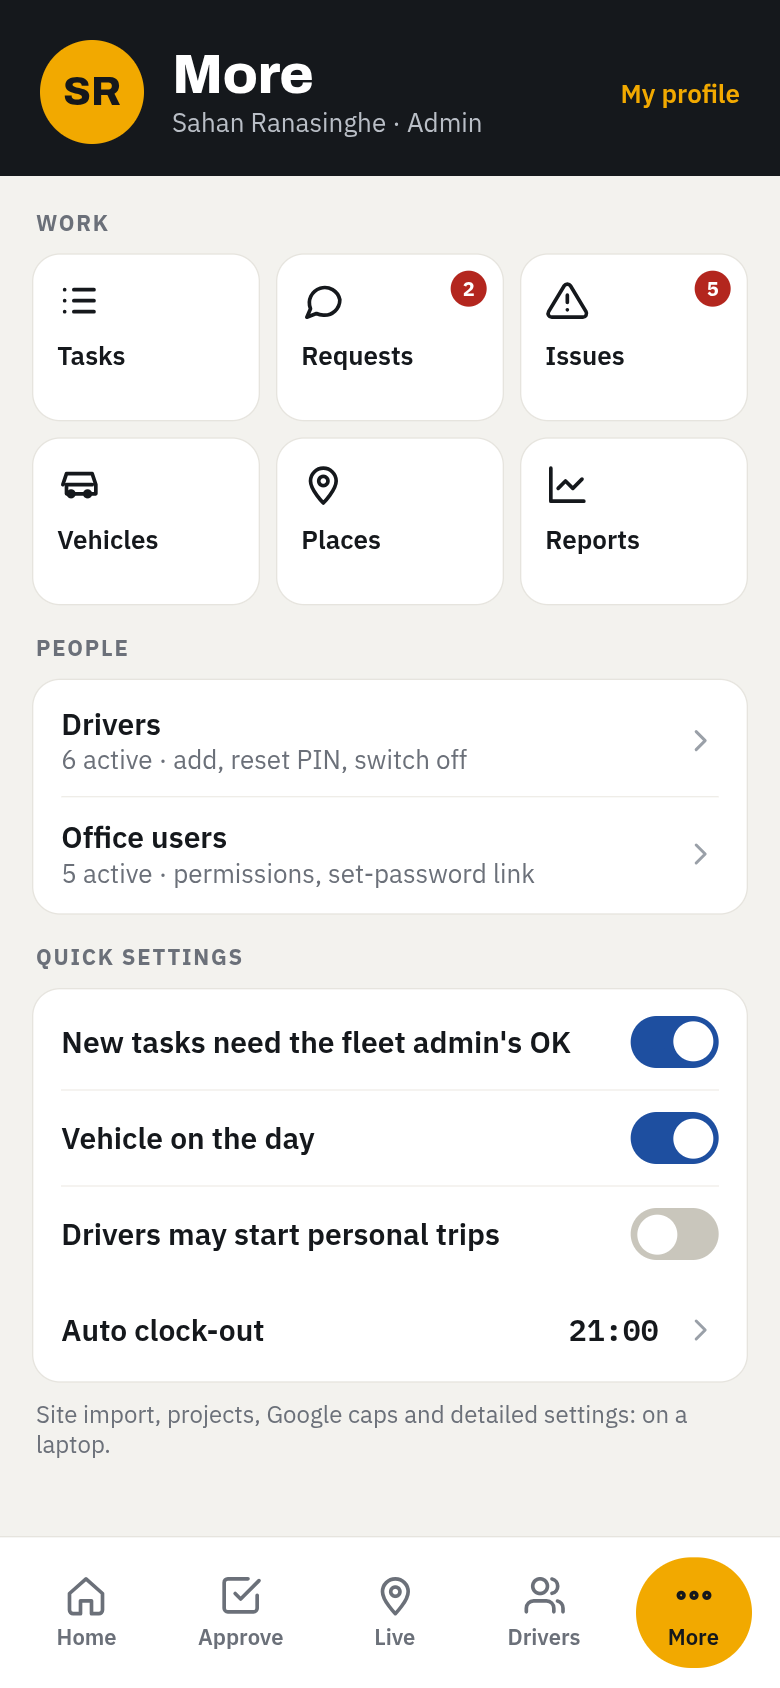 SR
More
Sahan Ranasinghe · Admin
My profile
WORK
Tasks
Requests
2
Issues
5
Vehicles
Places
Reports
PEOPLE
Drivers
6 active · add, reset PIN, switch off
Office users
5 active · permissions, set-password link
QUICK SETTINGS
New tasks need the fleet admin's OK
Vehicle on the day
Drivers may start personal trips
Auto clock-out 21:00
Site import, projects, Google caps and detailed settings: on a
laptop.
Home
Approve
Live
Drivers
More